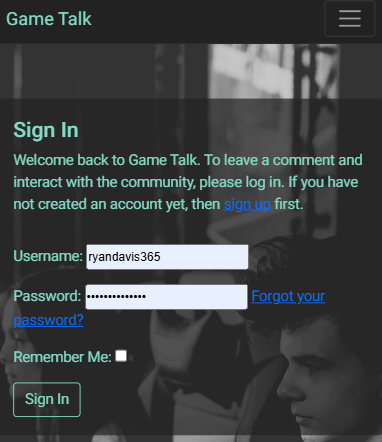 Game Talk
Sign In
Welcome back to Game Talk. To leave a comment and
interact with the community, please log in. If you have
not created an account yet, then sign up first.
Username: ryandavis365
Password: •••••••••••••• Forgot your
password?
Remember Me:
Sign In